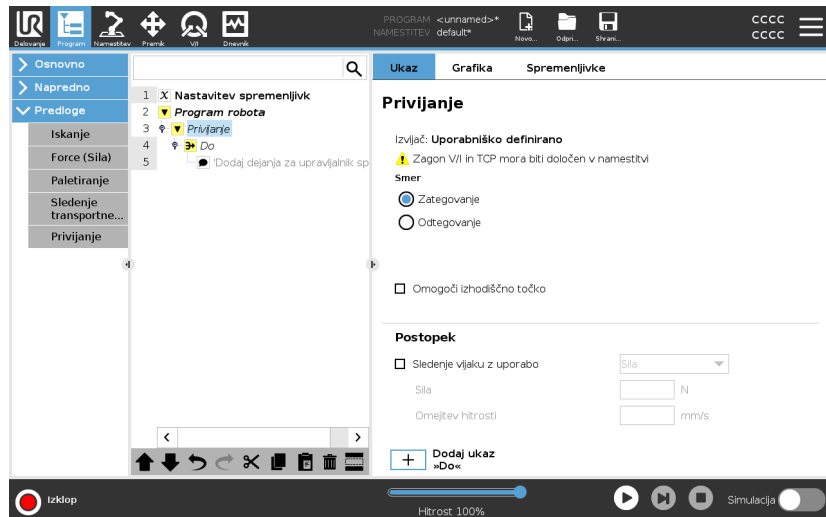 PROGRAM <unnamed>*
NAMESTITEV default*
Delovanje
Program
Namestitev
Premik
V/I
Dnevnik
Novo...
Odpri...
Shrani...
CCCC
CCCC
Osnovno
Napredno
Predloge
Iskanje
Force (Sila)
Paletiranje
Sledenje
transportne...
Privijanje
1 X Nastavitev spremenljivk
2 Program robota
3 Privijanje
4 Do
5 'Dodaj dejanja za upravljalnik sp
Ukaz
Grafika
Spremenljivke
Privijanje
Izvijač: Uporabniško definirano
Zagon V/I in TCP mora biti določen v namestitvi
Smer
Zategovanje
Odtegovanje
Omogoči izhodiščno točko
Postopek
Sledenje vijaku z uporabo
Sila
Sila
N
Omejitev hitrosti
mm/s
Dodaj ukaz
»Do«
Izklop
Hitrost 100%
Simulacija